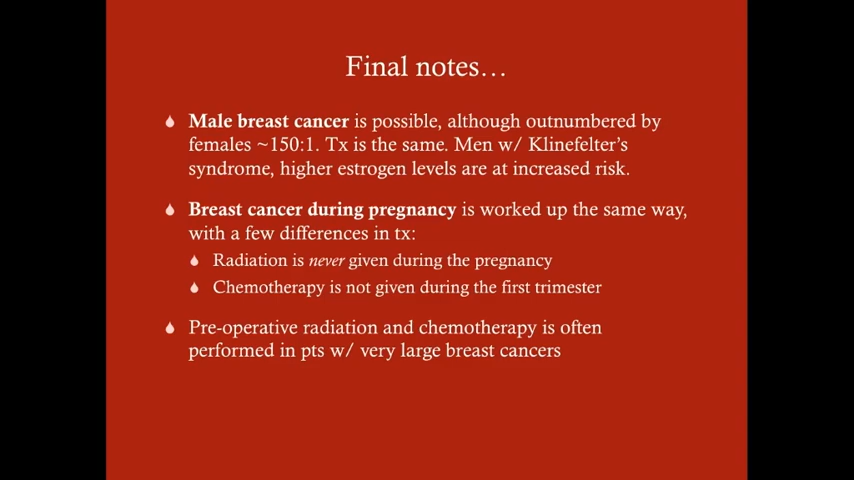 Final notes…
Male breast cancer is possible, although outnumbered by
females ~150:1. Tx is the same. Men w/ Klinefelter's
syndrome, higher estrogen levels are at increased risk.
Breast cancer during pregnancy is worked up the same way,
with a few differences in tx:
Radiation is never given during the pregnancy
Chemotherapy is not given during the first trimester
Pre-operative radiation and chemotherapy is often
performed in pts w/ very large breast cancers